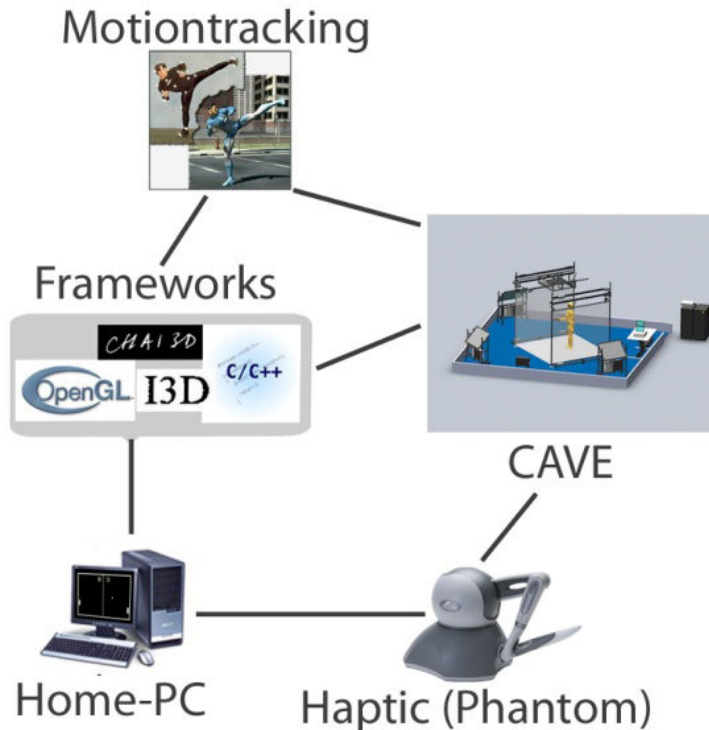 Motiontracking
Frameworks
CHAI 3D
OpenGL
I3D
C/C++
CAVE
Home-PC
Haptic (Phantom)